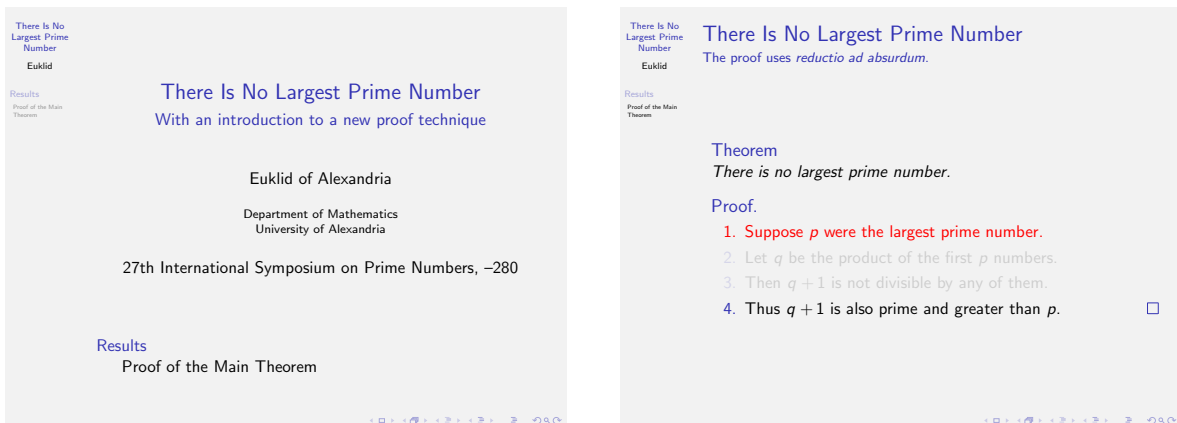 There Is No
Largest Prime
Number
Euklid
Results
Proof of the Main
Theorem
There Is No Largest Prime Number
With an introduction to a new proof technique
Euklid of Alexandria
Department of Mathematics
University of Alexandria
27th International Symposium on Prime Numbers, –280
Results
Proof of the Main Theorem
There Is No
Largest Prime
Number
Euklid
Results
Proof of the Main
Theorem
There Is No Largest Prime Number
The proof uses reductio ad absurdum.
Theorem
There is no largest prime number.
Proof.
1. Suppose p were the largest prime number.
2. Let q be the product of the first p numbers.
3. Then q + 1 is not divisible by any of them.
4. Thus q + 1 is also prime and greater than p. □